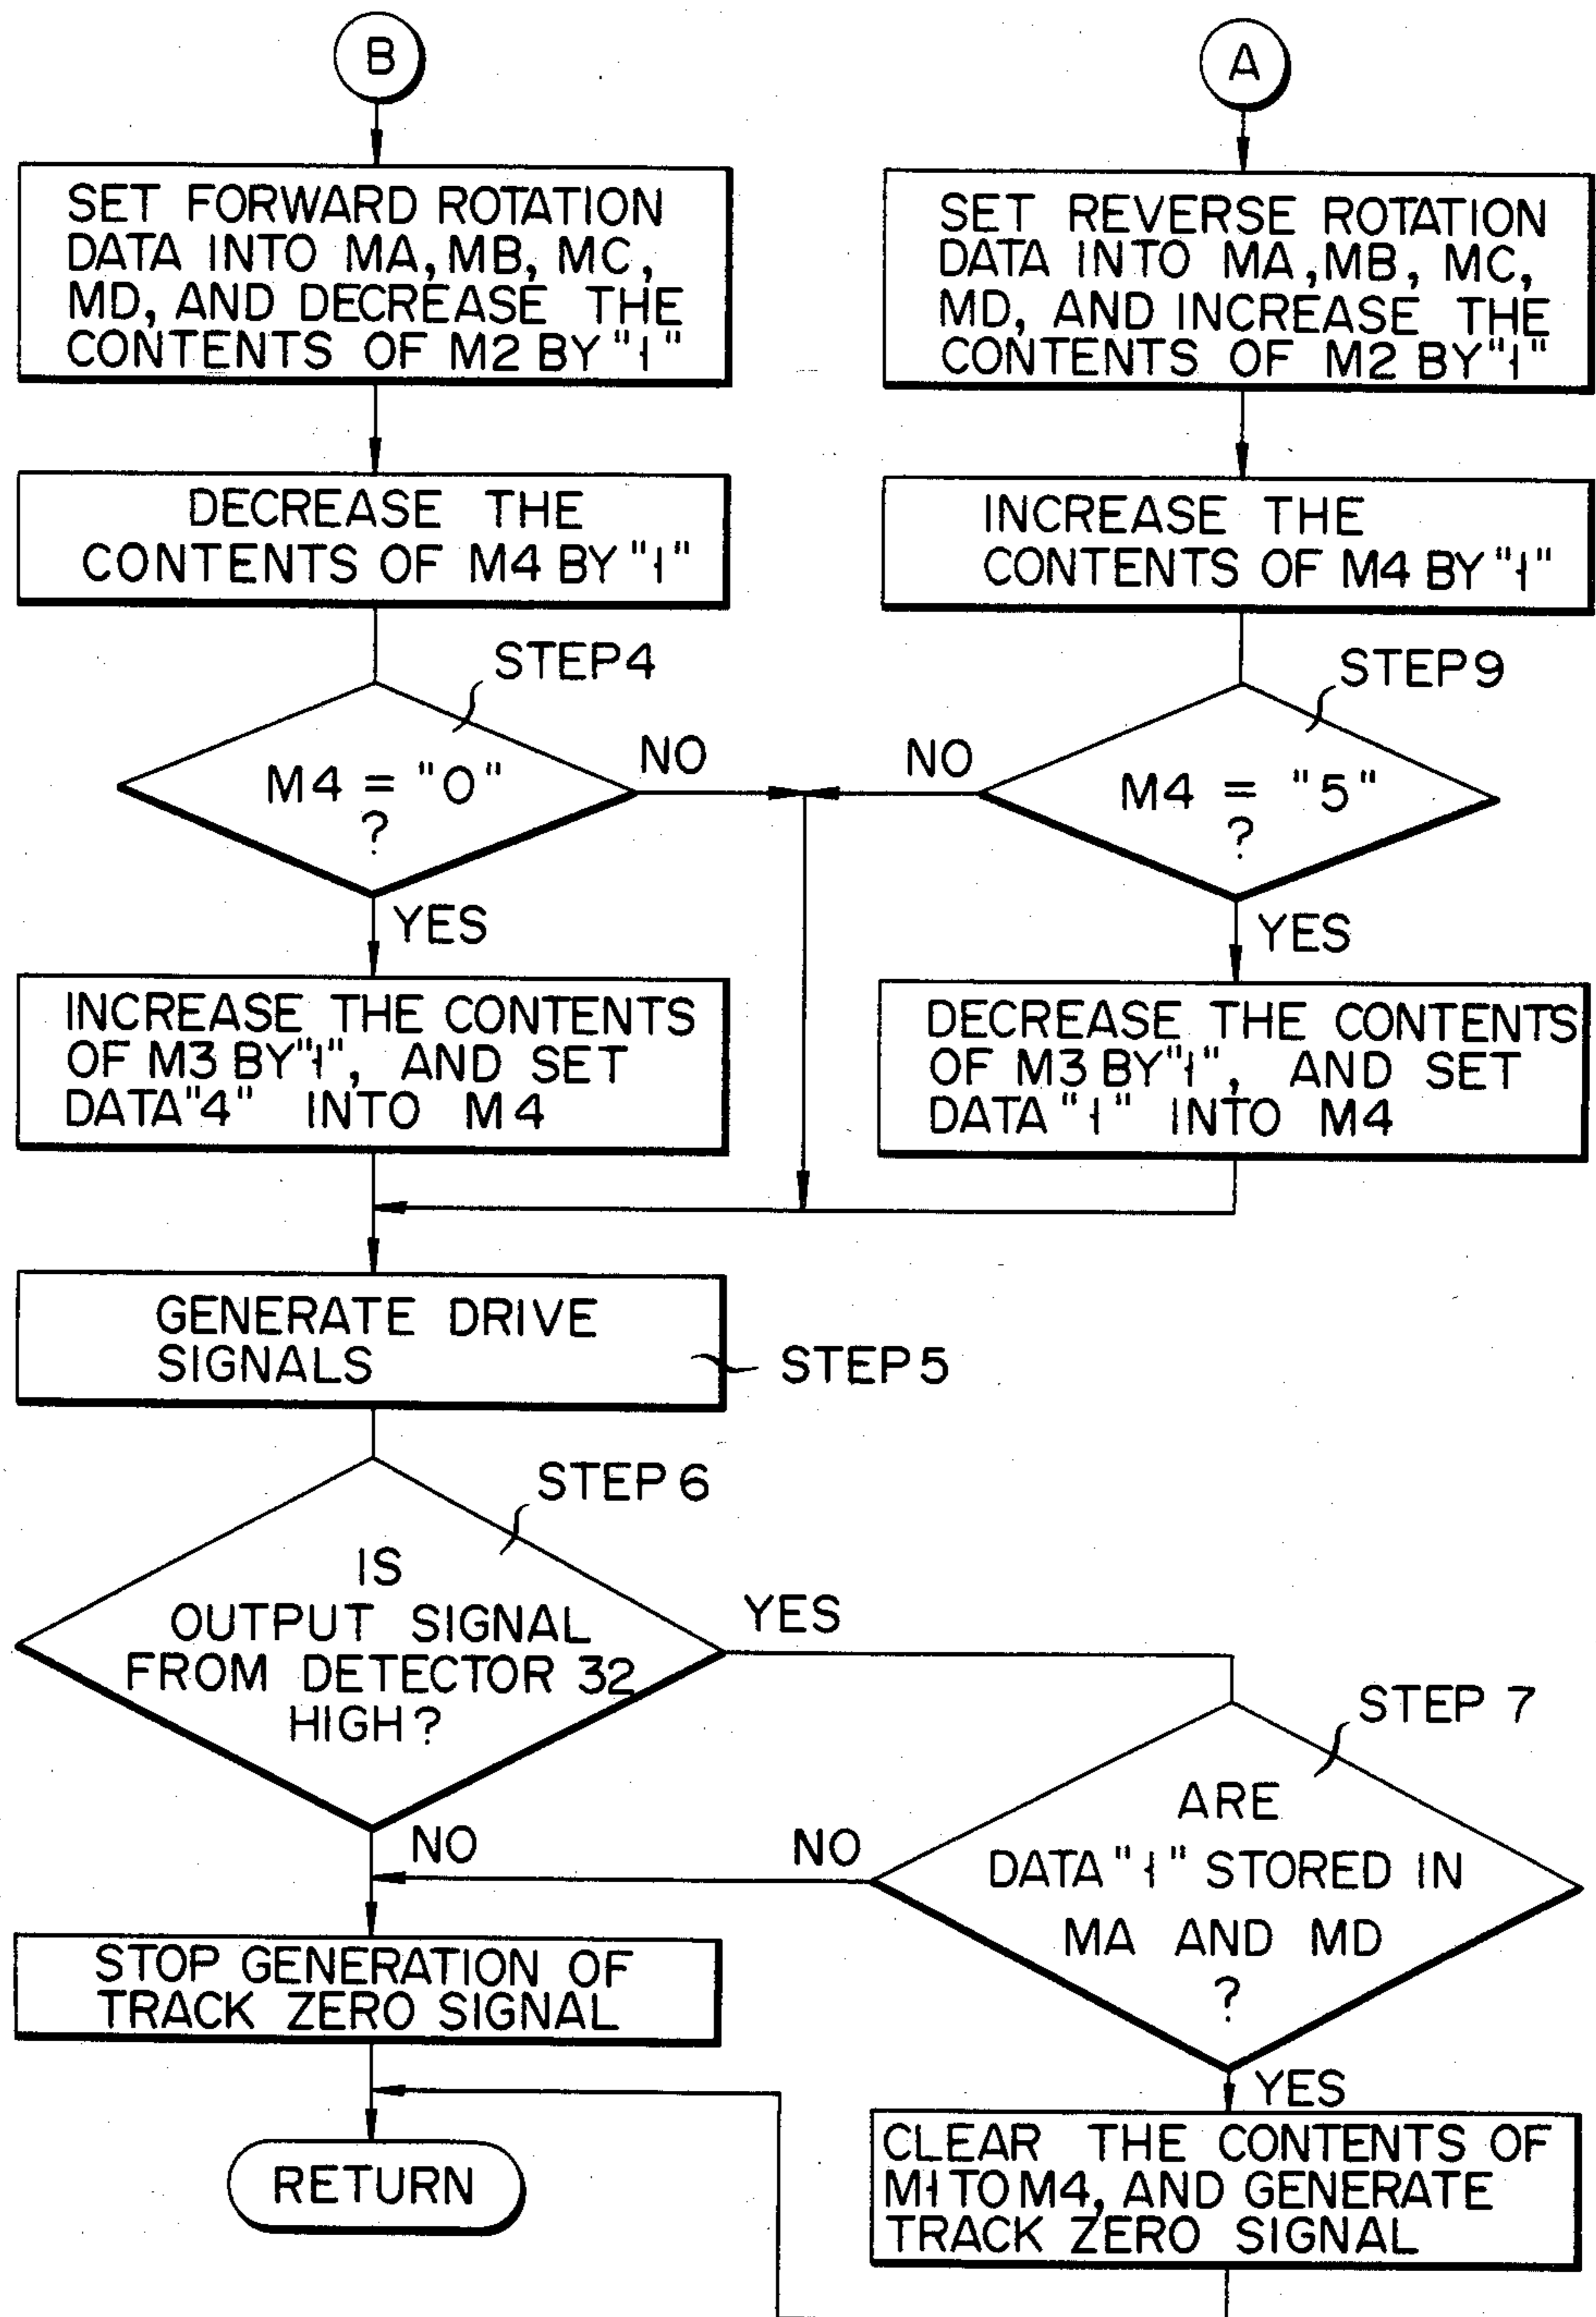 B
SET FORWARD ROTATION
DATA INTO MA, MB, MC,
MD, AND DECREASE THE
CONTENTS OF M2 BY "1"
DECREASE THE
CONTENTS OF M4 BY "1"
STEP4
M4 = "0"
?
NO
YES
INCREASE THE CONTENTS
OF M3 BY "1", AND SET
DATA "4" INTO M4
A
SET REVERSE ROTATION
DATA INTO MA, MB, MC,
MD, AND INCREASE THE
CONTENTS OF M2 BY "1"
INCREASE THE
CONTENTS OF M4 BY "1"
STEP9
M4 = "5"
?
NO
YES
DECREASE THE CONTENTS
OF M3 BY "1", AND SET
DATA "1" INTO M4
GENERATE DRIVE
SIGNALS
STEP5
STEP 6
IS
OUTPUT SIGNAL
FROM DETECTOR 32
HIGH?
YES
NO
STEP 7
ARE
DATA "1" STORED IN
MA AND MD
?
NO
YES
STOP GENERATION OF
TRACK ZERO SIGNAL
RETURN
CLEAR THE CONTENTS OF
M1 TO M4, AND GENERATE
TRACK ZERO SIGNAL